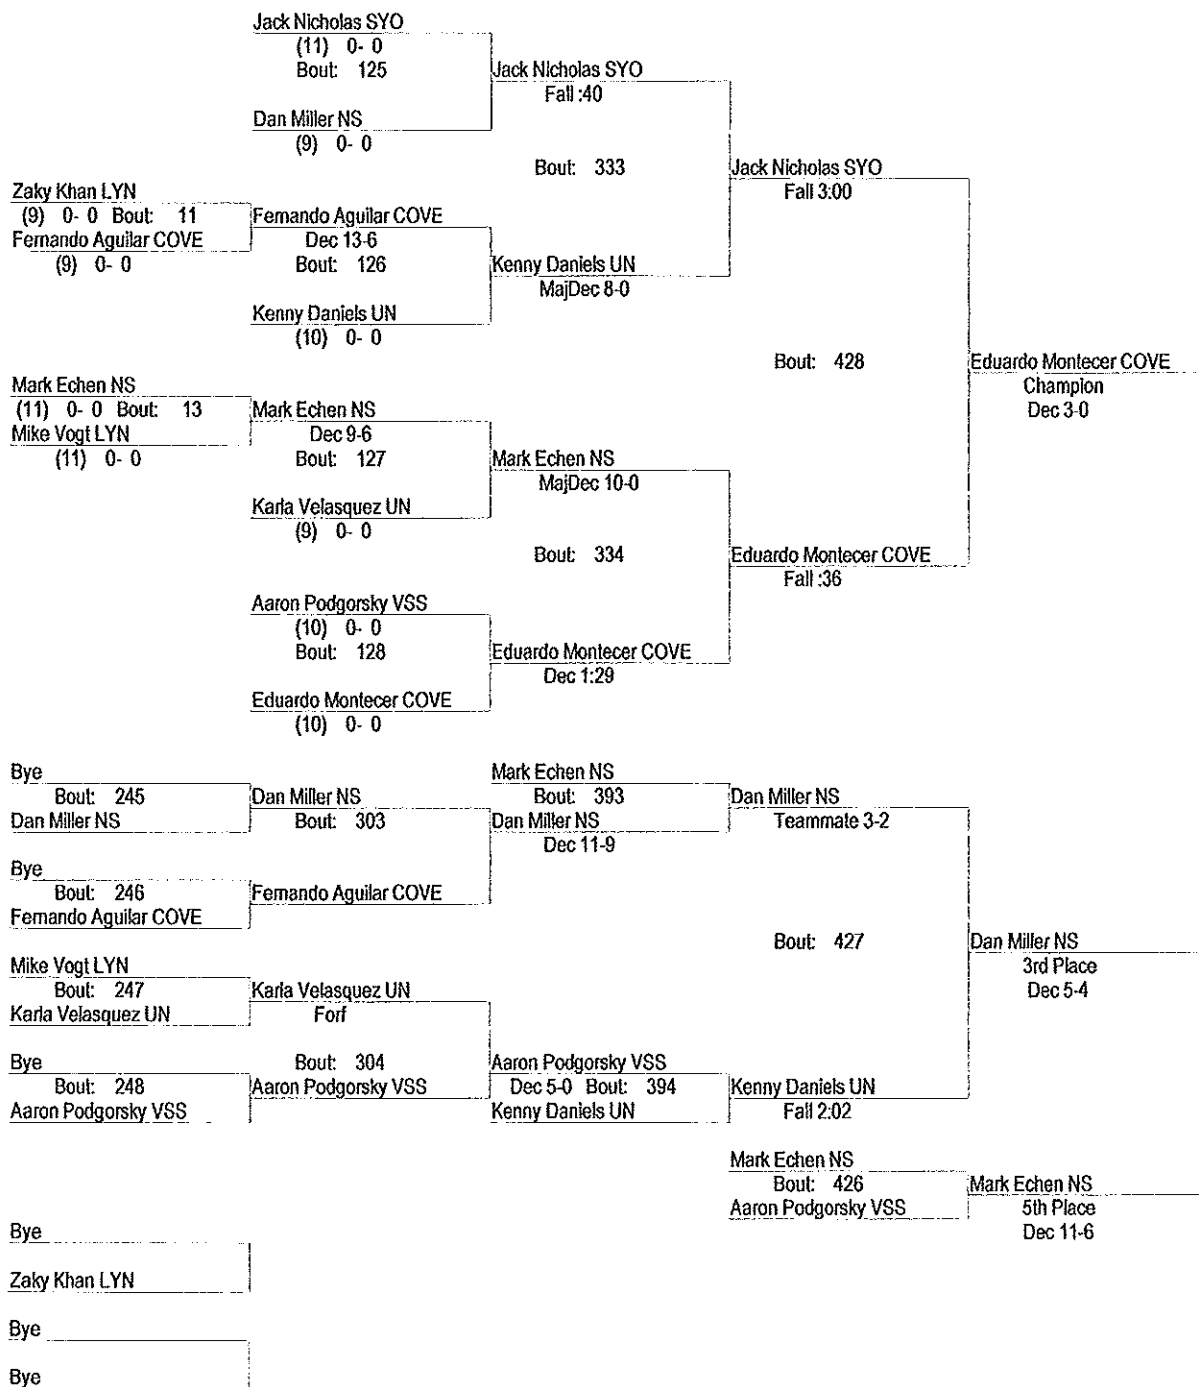 Jack Nicholas SYO
(11) 0- 0
Bout: 125
Jack Nicholas SYO
Fall :40
Dan Miller NS
(9) 0- 0
Bout: 333
Jack Nicholas SYO
Fall 3:00
Zaky Khan LYN
(9) 0- 0 Bout: 11
Fernando Aguilar COVE
(9) 0- 0
Fernando Aguilar COVE
Dec 13-6
Bout: 126
Kenny Daniels UN
MajDec 8-0
Kenny Daniels UN
(10) 0- 0
Bout: 428
Eduardo Montecer COVE
Champion
Dec 3-0
Mark Echen NS
(11) 0- 0 Bout: 13
Mike Vogt LYN
(11) 0- 0
Mark Echen NS
Dec 9-6
Bout: 127
Mark Echen NS
MajDec 10-0
Karla Velasquez UN
(9) 0- 0
Bout: 334
Eduardo Montecer COVE
Fall :36
Aaron Podgorsky VSS
(10) 0- 0
Bout: 128
Eduardo Montecer COVE
Dec 1:29
Eduardo Montecer COVE
(10) 0- 0
Bye
Bout: 245
Dan Miller NS
Dan Miller NS
Bout: 303
Mark Echen NS
Bout: 393
Dan Miller NS
Dec 11-9
Dan Miller NS
Teammate 3-2
Bye
Bout: 246
Fernando Aguilar COVE
Fernando Aguilar COVE
Bout: 427
Dan Miller NS
3rd Place
Dec 5-4
Mike Vogt LYN
Bout: 247
Karla Velasquez UN
Karla Velasquez UN
Forf
Bye
Bout: 248
Aaron Podgorsky VSS
Bout: 304
Aaron Podgorsky VSS
Aaron Podgorsky VSS
Dec 5-0 Bout: 394
Kenny Daniels UN
Kenny Daniels UN
Fall 2:02
Mark Echen NS
Bout: 426
Aaron Podgorsky VSS
Mark Echen NS
5th Place
Dec 11-6
Bye
Zaky Khan LYN
Bye
Bye